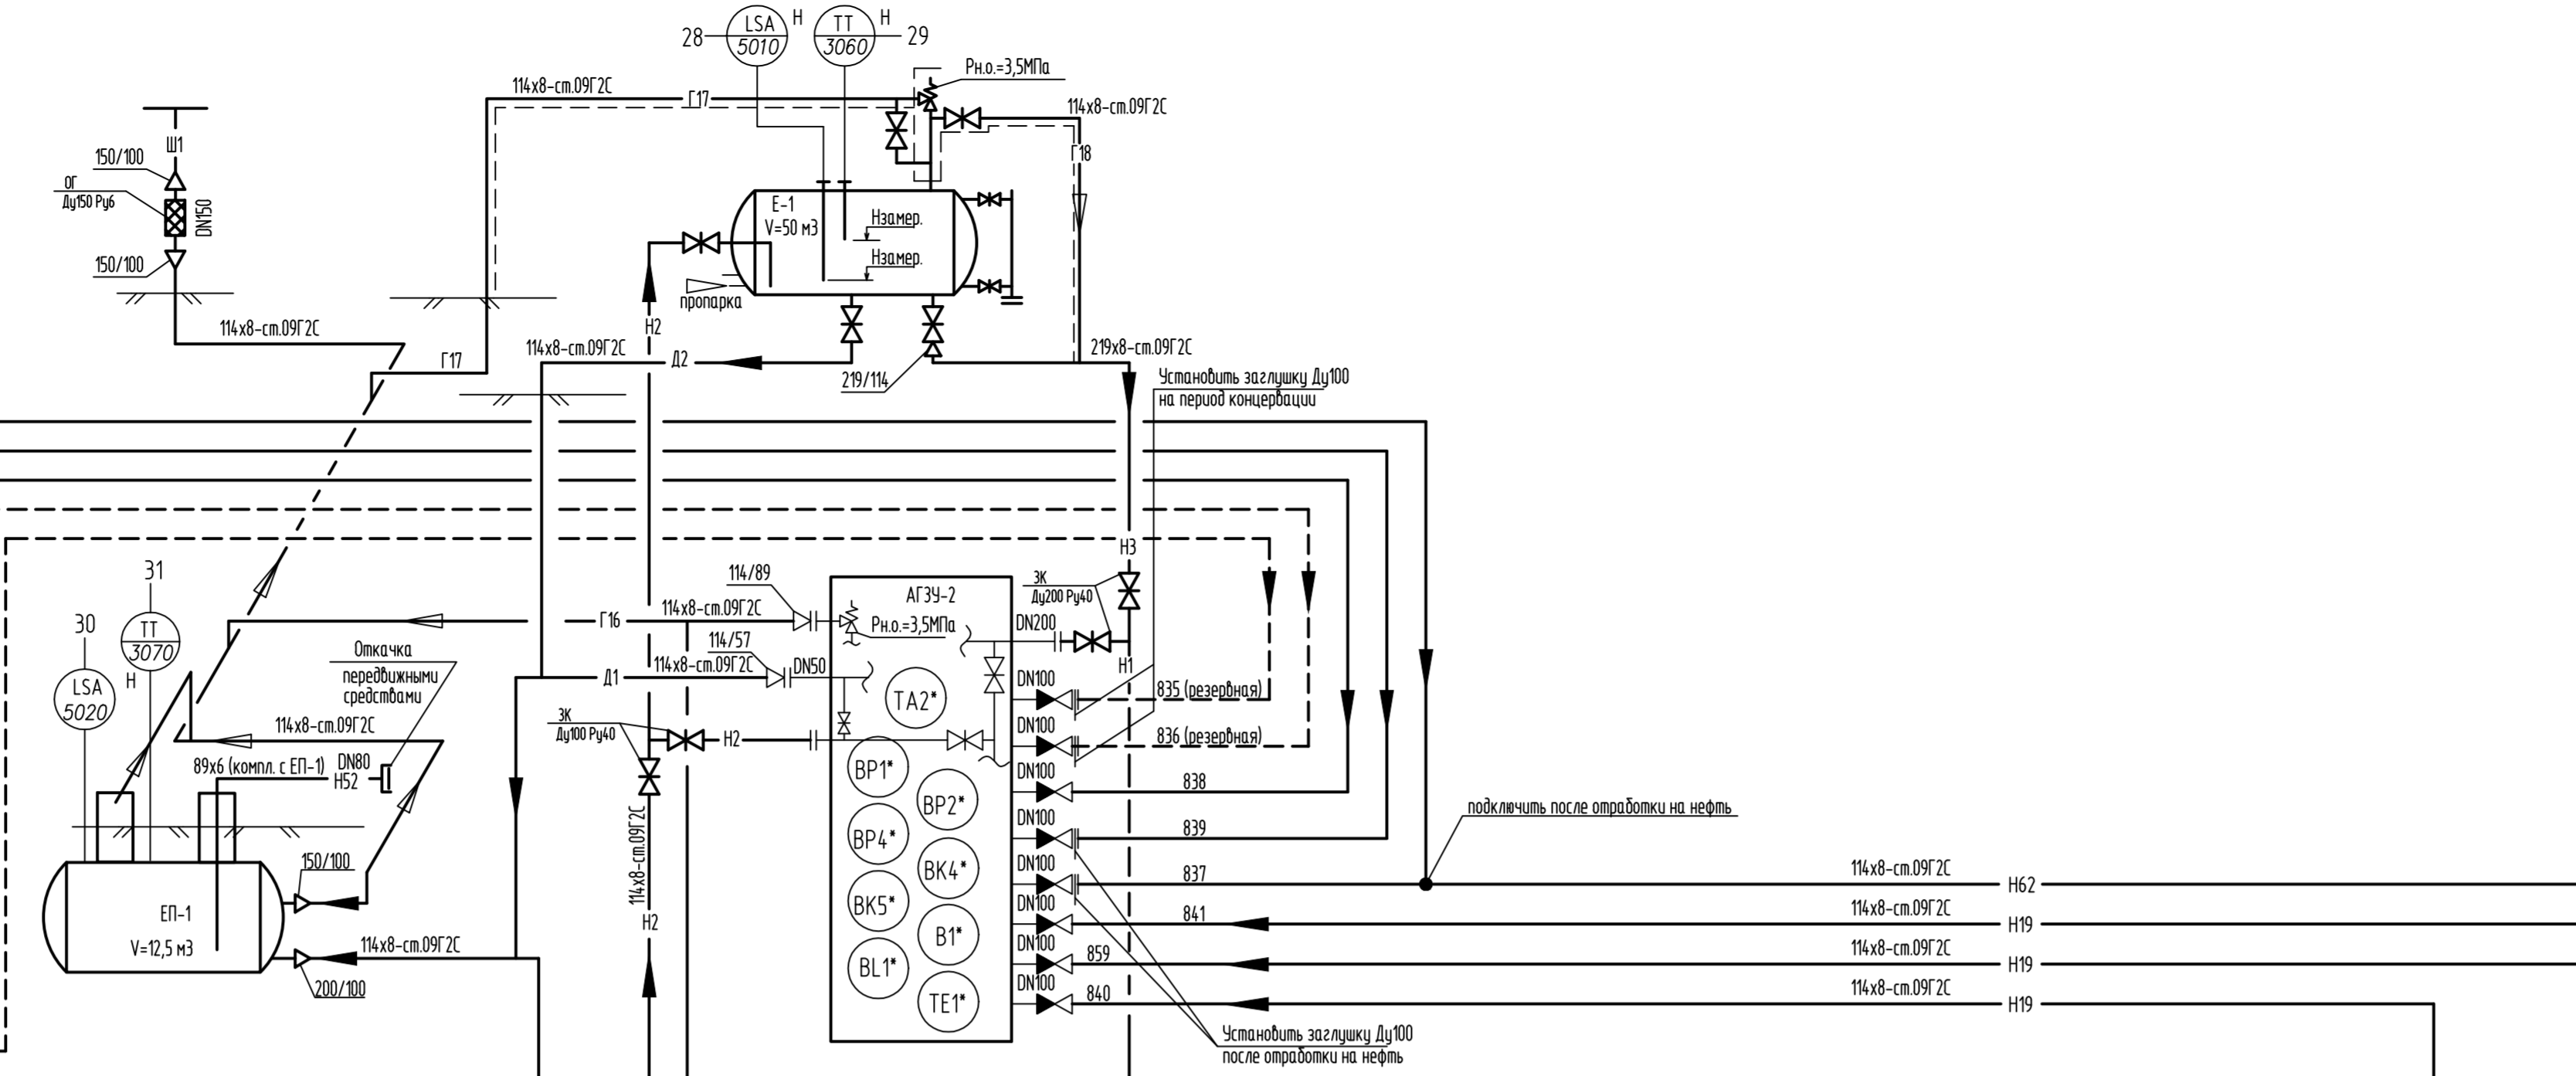 28
LSA
5010
Н
ТТ
3060
Н
29
Рн.о.=3,5МПа
114х8-ст.09Г2С
Г17
114х8-ст.09Г2С
Г18
Ш1
150/100
ОГ
Ду150 Ру6
DN150
150/100
114х8-ст.09Г2С
Е-1
V=50 м3
Hзамер.
Hзамер.
пропарка
Н2
Г17
114х8-ст.09Г2С
Д2
219/114
219х8-ст.09Г2С
Установить заглушку Ду100
на период концервации
31
ТТ
3070
Н
30
LSA
5020
Откачка
передвижными
средствами
114х8-ст.09Г2С
89х6 (компл. с ЕП-1)
DN80
Н52
150/100
ЕП-1
V=12,5 м3
114х8-ст.09Г2С
200/100
114/89
Г16
114х8-ст.09Г2С
114/57
114х8-ст.09Г2С
Д1
DN50
ЗК
Ду100 Ру40
Н2
114х8-ст.09Г2С
Н2
АГЗУ-2
Рн.о.=3,5МПа
ТА2*
ВР1*
ВР2*
ВР4*
ВК4*
ВК5*
В1*
BL1*
ТЕ1*
Н3
ЗК
Ду200 Ру40
DN200
Н1
DN100
835 (резервная)
DN100
836 (резервная)
DN100
838
DN100
839
DN100
837
DN100
841
DN100
859
DN100
840
подключить после отработки на нефть
114х8-ст.09Г2С
Н62
114х8-ст.09Г2С
Н19
114х8-ст.09Г2С
Н19
114х8-ст.09Г2С
Н19
Установить заглушку Ду100
после отработки на нефть